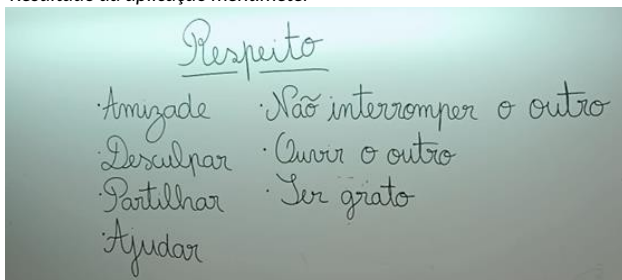 Respeito
·Amizade
·Desculpar
·Partilhar
·Ajudar
·Não interromper o outro
·Ouvir o outro
·Ser grato